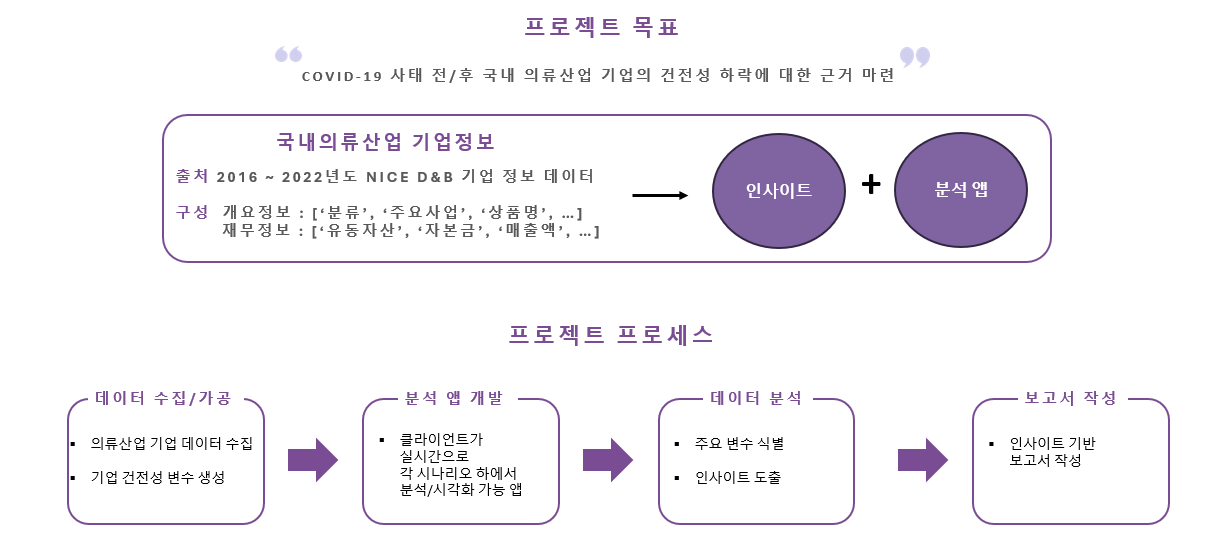 프로젝트 목표
“ COVID-19 사태 전/후 국내 의류산업 기업의 건전성 하락에 대한 근거 마련 ”
국내의류산업 기업정보
출처 2016 ~ 2022년도 NICE D&B 기업 정보 데이터
구성 개요정보 : [‘분류’, ‘주요사업’, ‘상품명’, …]
재무정보 : [‘유동자산’, ‘자본금’, ‘매출액’, …]
인사이트
+
분석 앱
프로젝트 프로세스
데이터 수집/가공
▪ 의류산업 기업 데이터 수집
▪ 기업 건전성 변수 생성
분석 앱 개발
▪ 클라이언트가
실시간으로
각 시나리오 하에서
분석/시각화 가능 앱
데이터 분석
▪ 주요 변수 식별
▪ 인사이트 도출
보고서 작성
▪ 인사이트 기반
보고서 작성